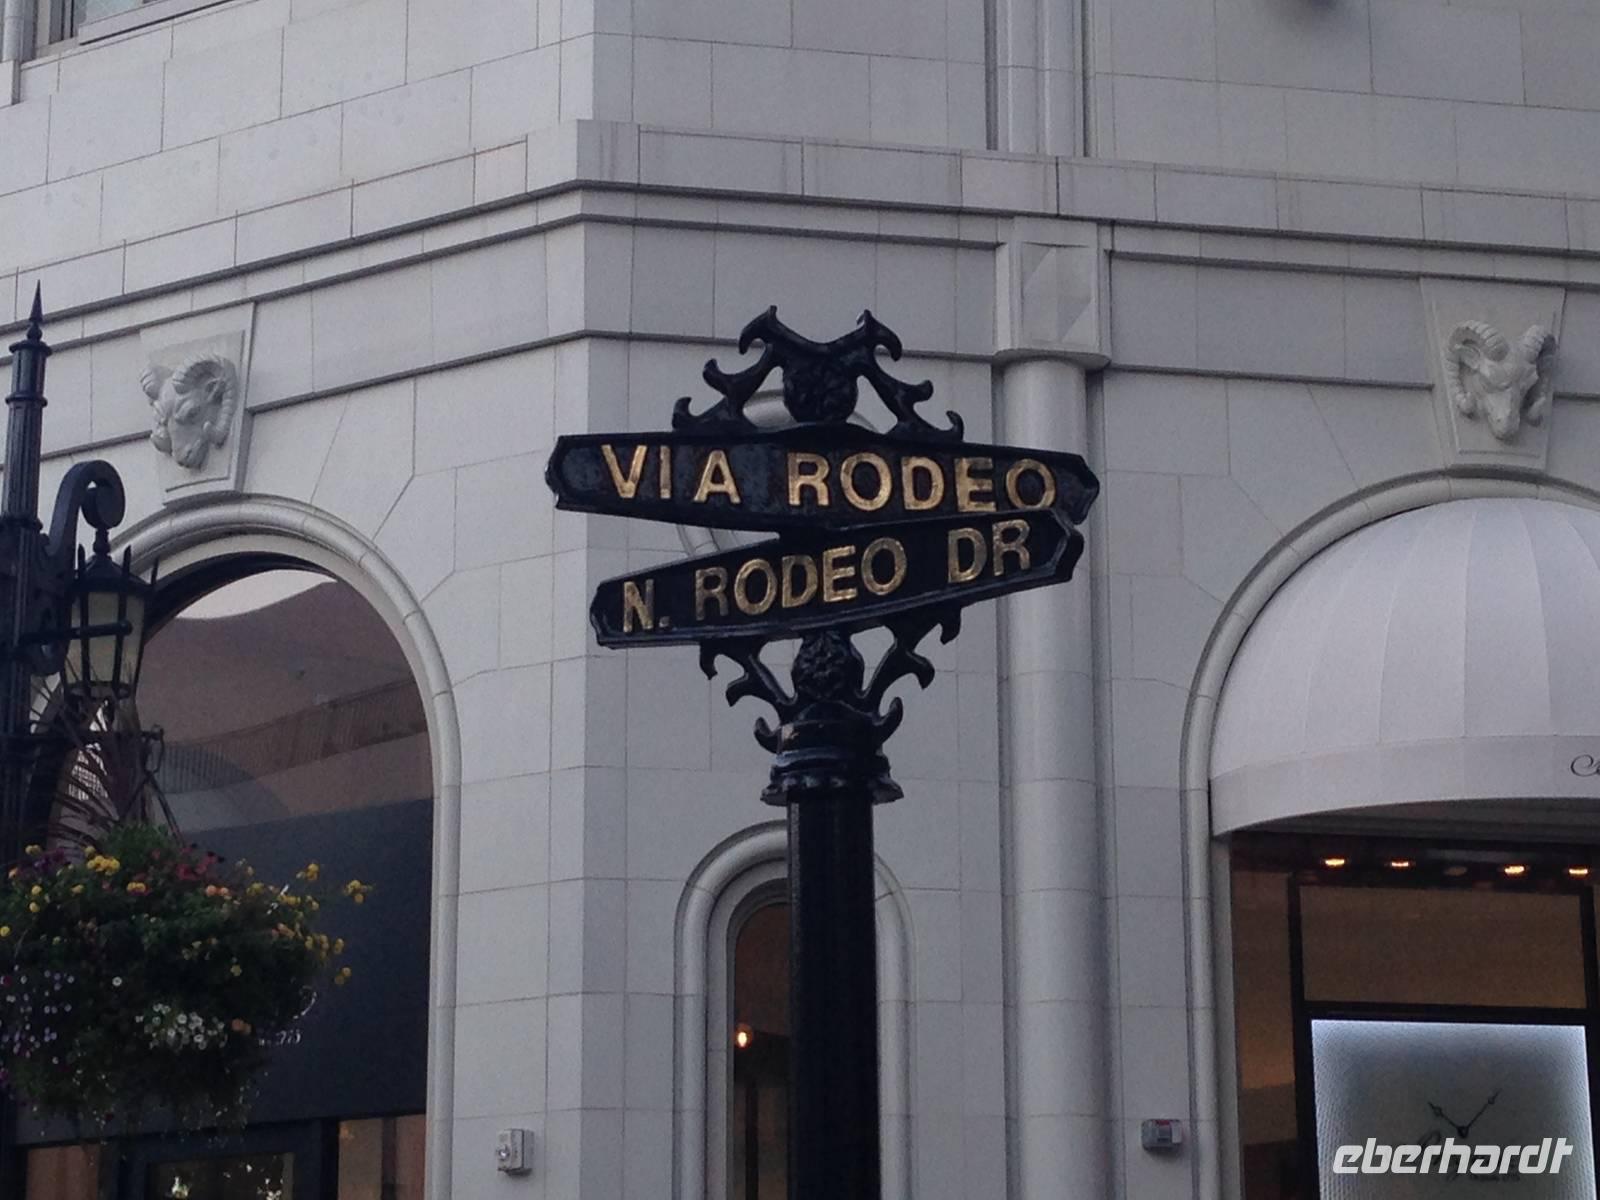 VIA RODEO
N. RODEO DR
eberhardt